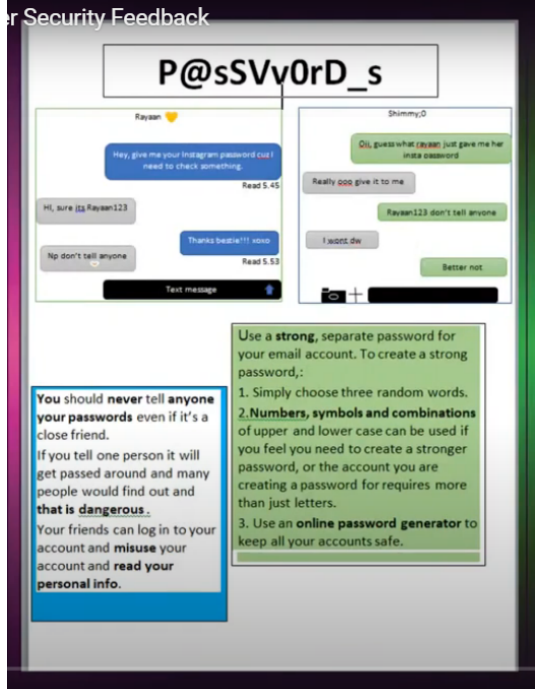 er Security Feedback
P@sSVv0rD_s
Rayaan 💛
Hey, give me your Instagram password cus I
need to check something.
Read 5.45
HI, sure its Rayaan123
Thanks bestie!!! xoxo
Np don't tell anyone
Read 5.53
Text message
Shimmy;0
Oii, guess what rayaan just gave me her
insta password
Really ooo give it to me
Rayaan123 don't tell anyone
I wont dw
Better not
You should never tell anyone
your passwords even if it's a
close friend.
If you tell one person it will
get passed around and many
people would find out and
that is dangerous .
Your friends can log in to your
account and misuse your
account and read your
personal info.
Use a strong, separate password for
your email account. To create a strong
password,:
1. Simply choose three random words.
2.Numbers, symbols and combinations
of upper and lower case can be used if
you feel you need to create a stronger
password, or the account you are
creating a password for requires more
than just letters.
3. Use an online password generator to
keep all your accounts safe.